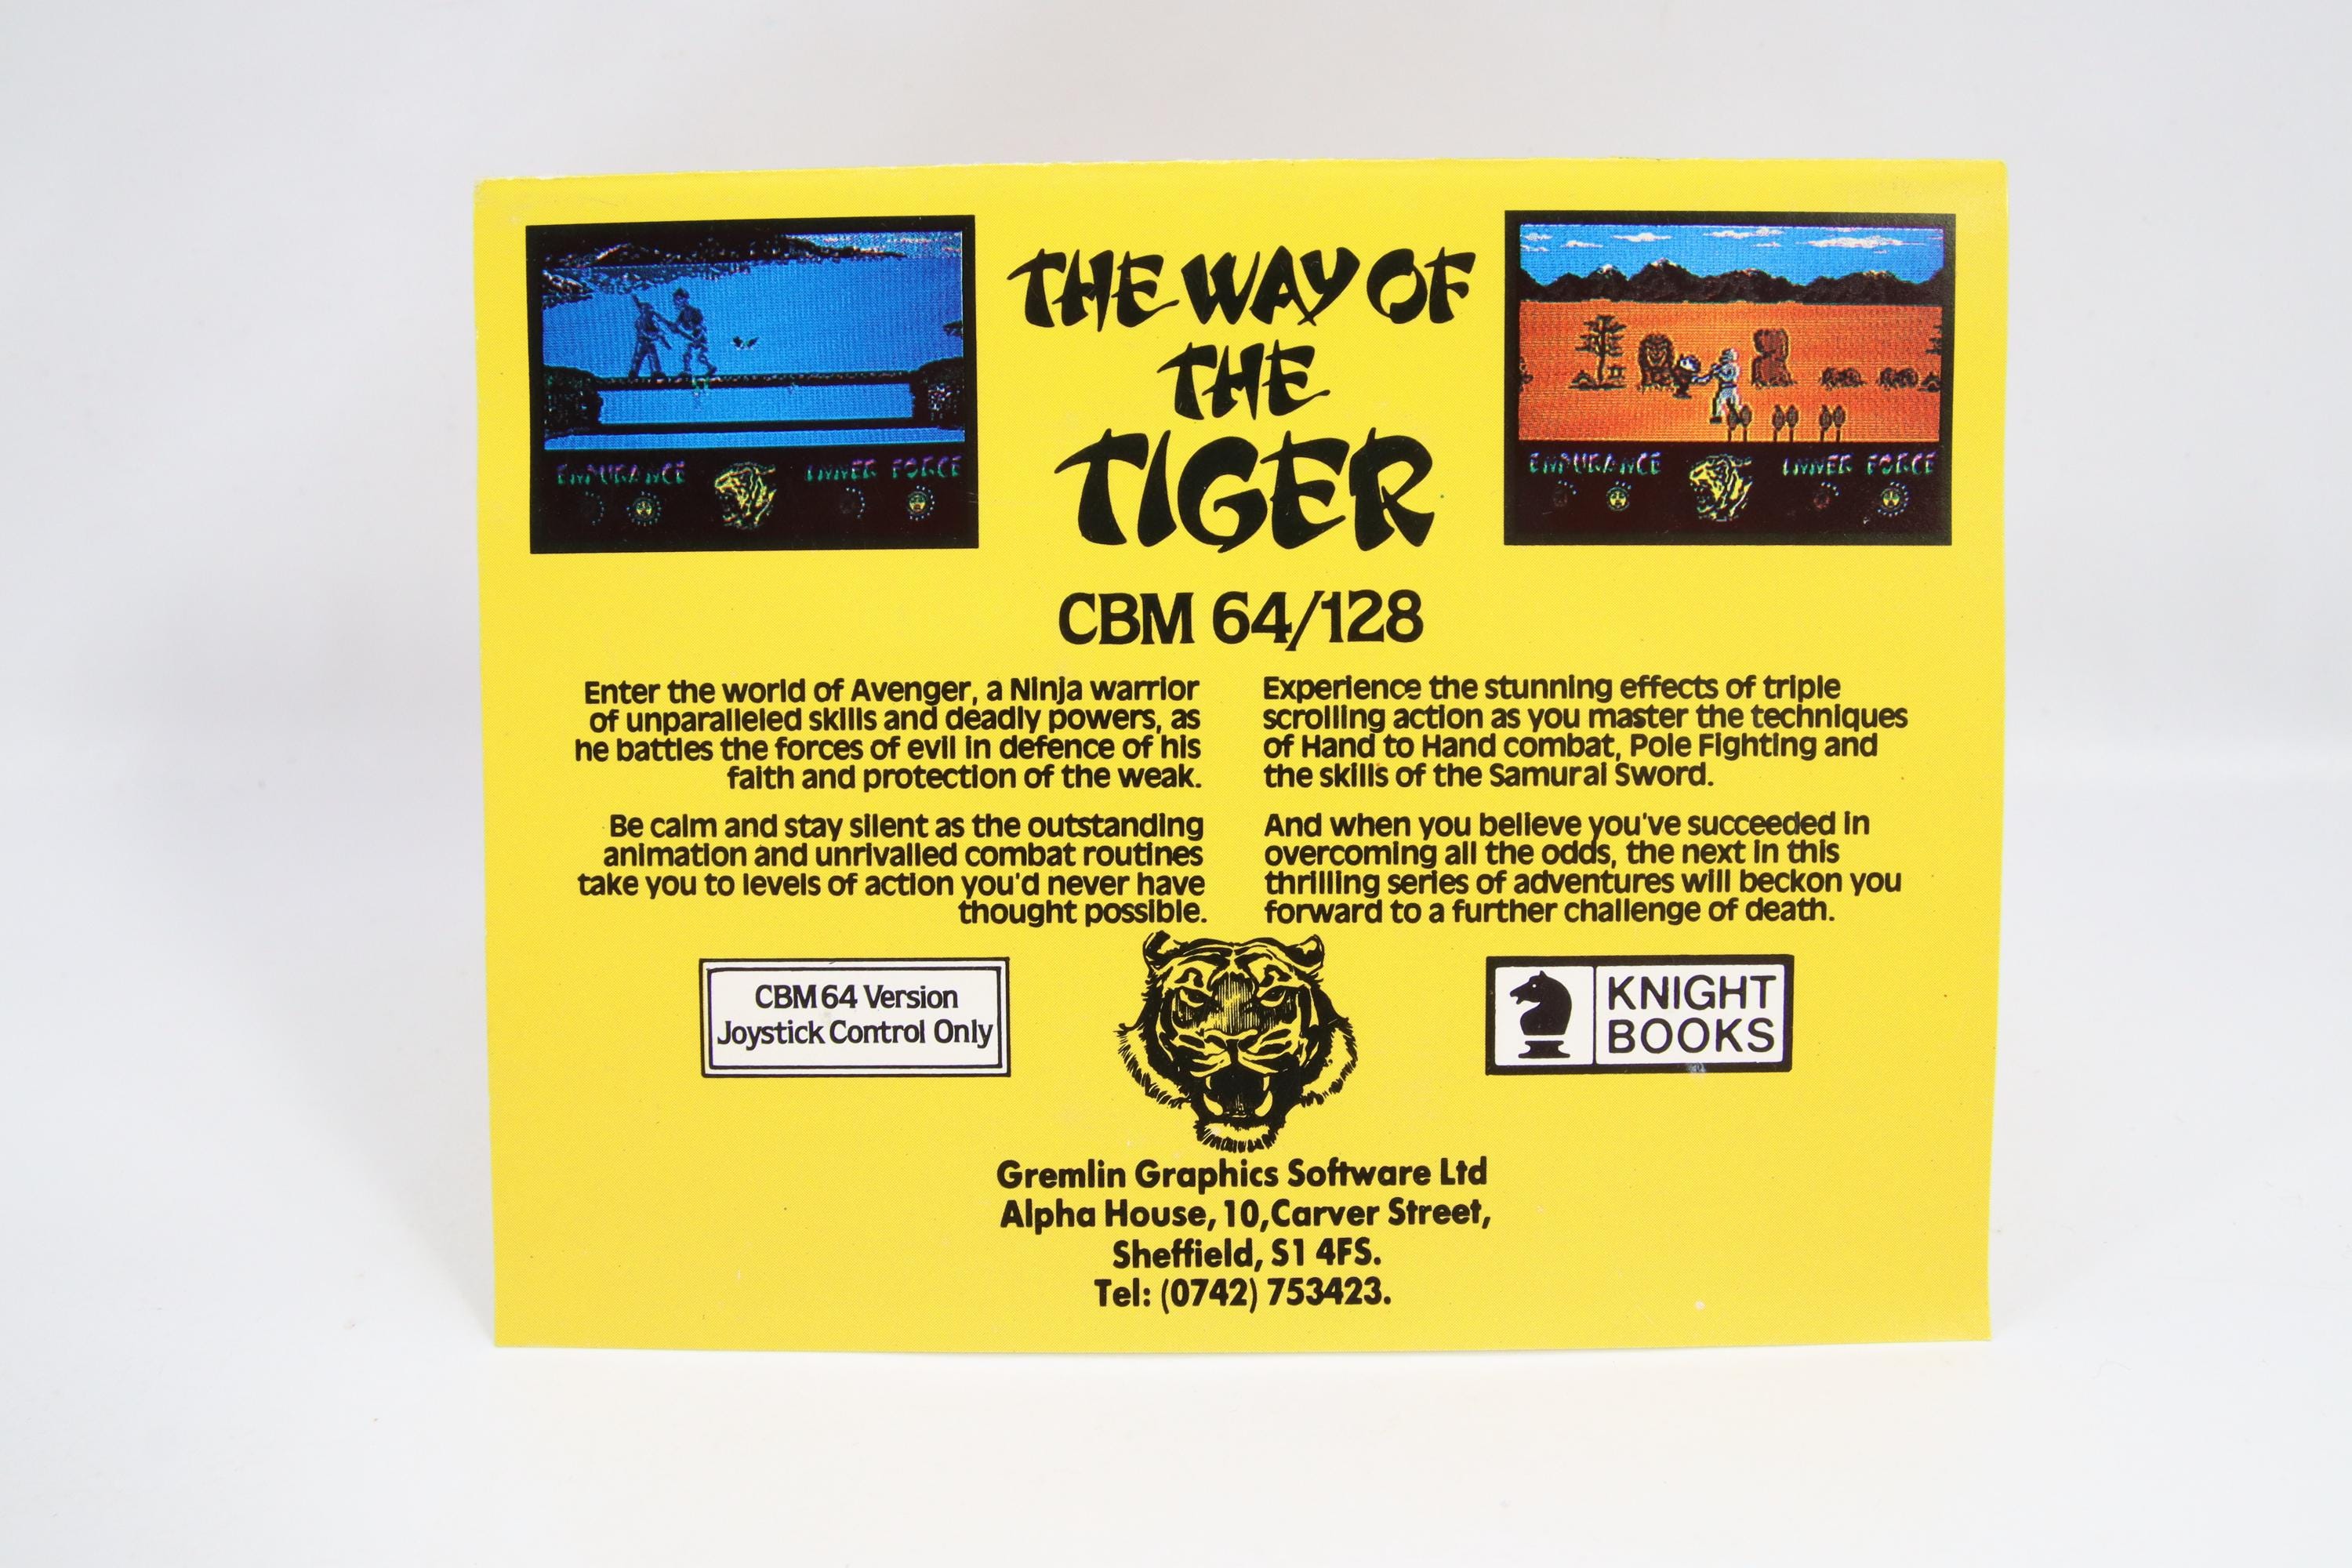 THE WAY OF
THE
TIGER
ENDURANCE
INNER FORCE
ENDURANCE
INNER FORCE
CBM 64/128
Enter the world of Avenger, a Ninja warrior
of unparalleled skills and deadly powers, as
he battles the forces of evil in defence of his
faith and protection of the weak.
Be calm and stay silent as the outstanding
animation and unrivalled combat routines
take you to levels of action you'd never have
thought possible.
Experience the stunning effects of triple
scrolling action as you master the techniques
of Hand to Hand combat, Pole Fighting and
the skills of the Samurai Sword.
And when you believe you've succeeded in
overcoming all the odds, the next in this
thrilling series of adventures will beckon you
forward to a further challenge of death.
CBM 64 Version
Joystick Control Only
KNIGHT
BOOKS
Gremlin Graphics Software Ltd
Alpha House, 10, Carver Street,
Sheffield, S1 4FS.
Tel: (0742) 753423.